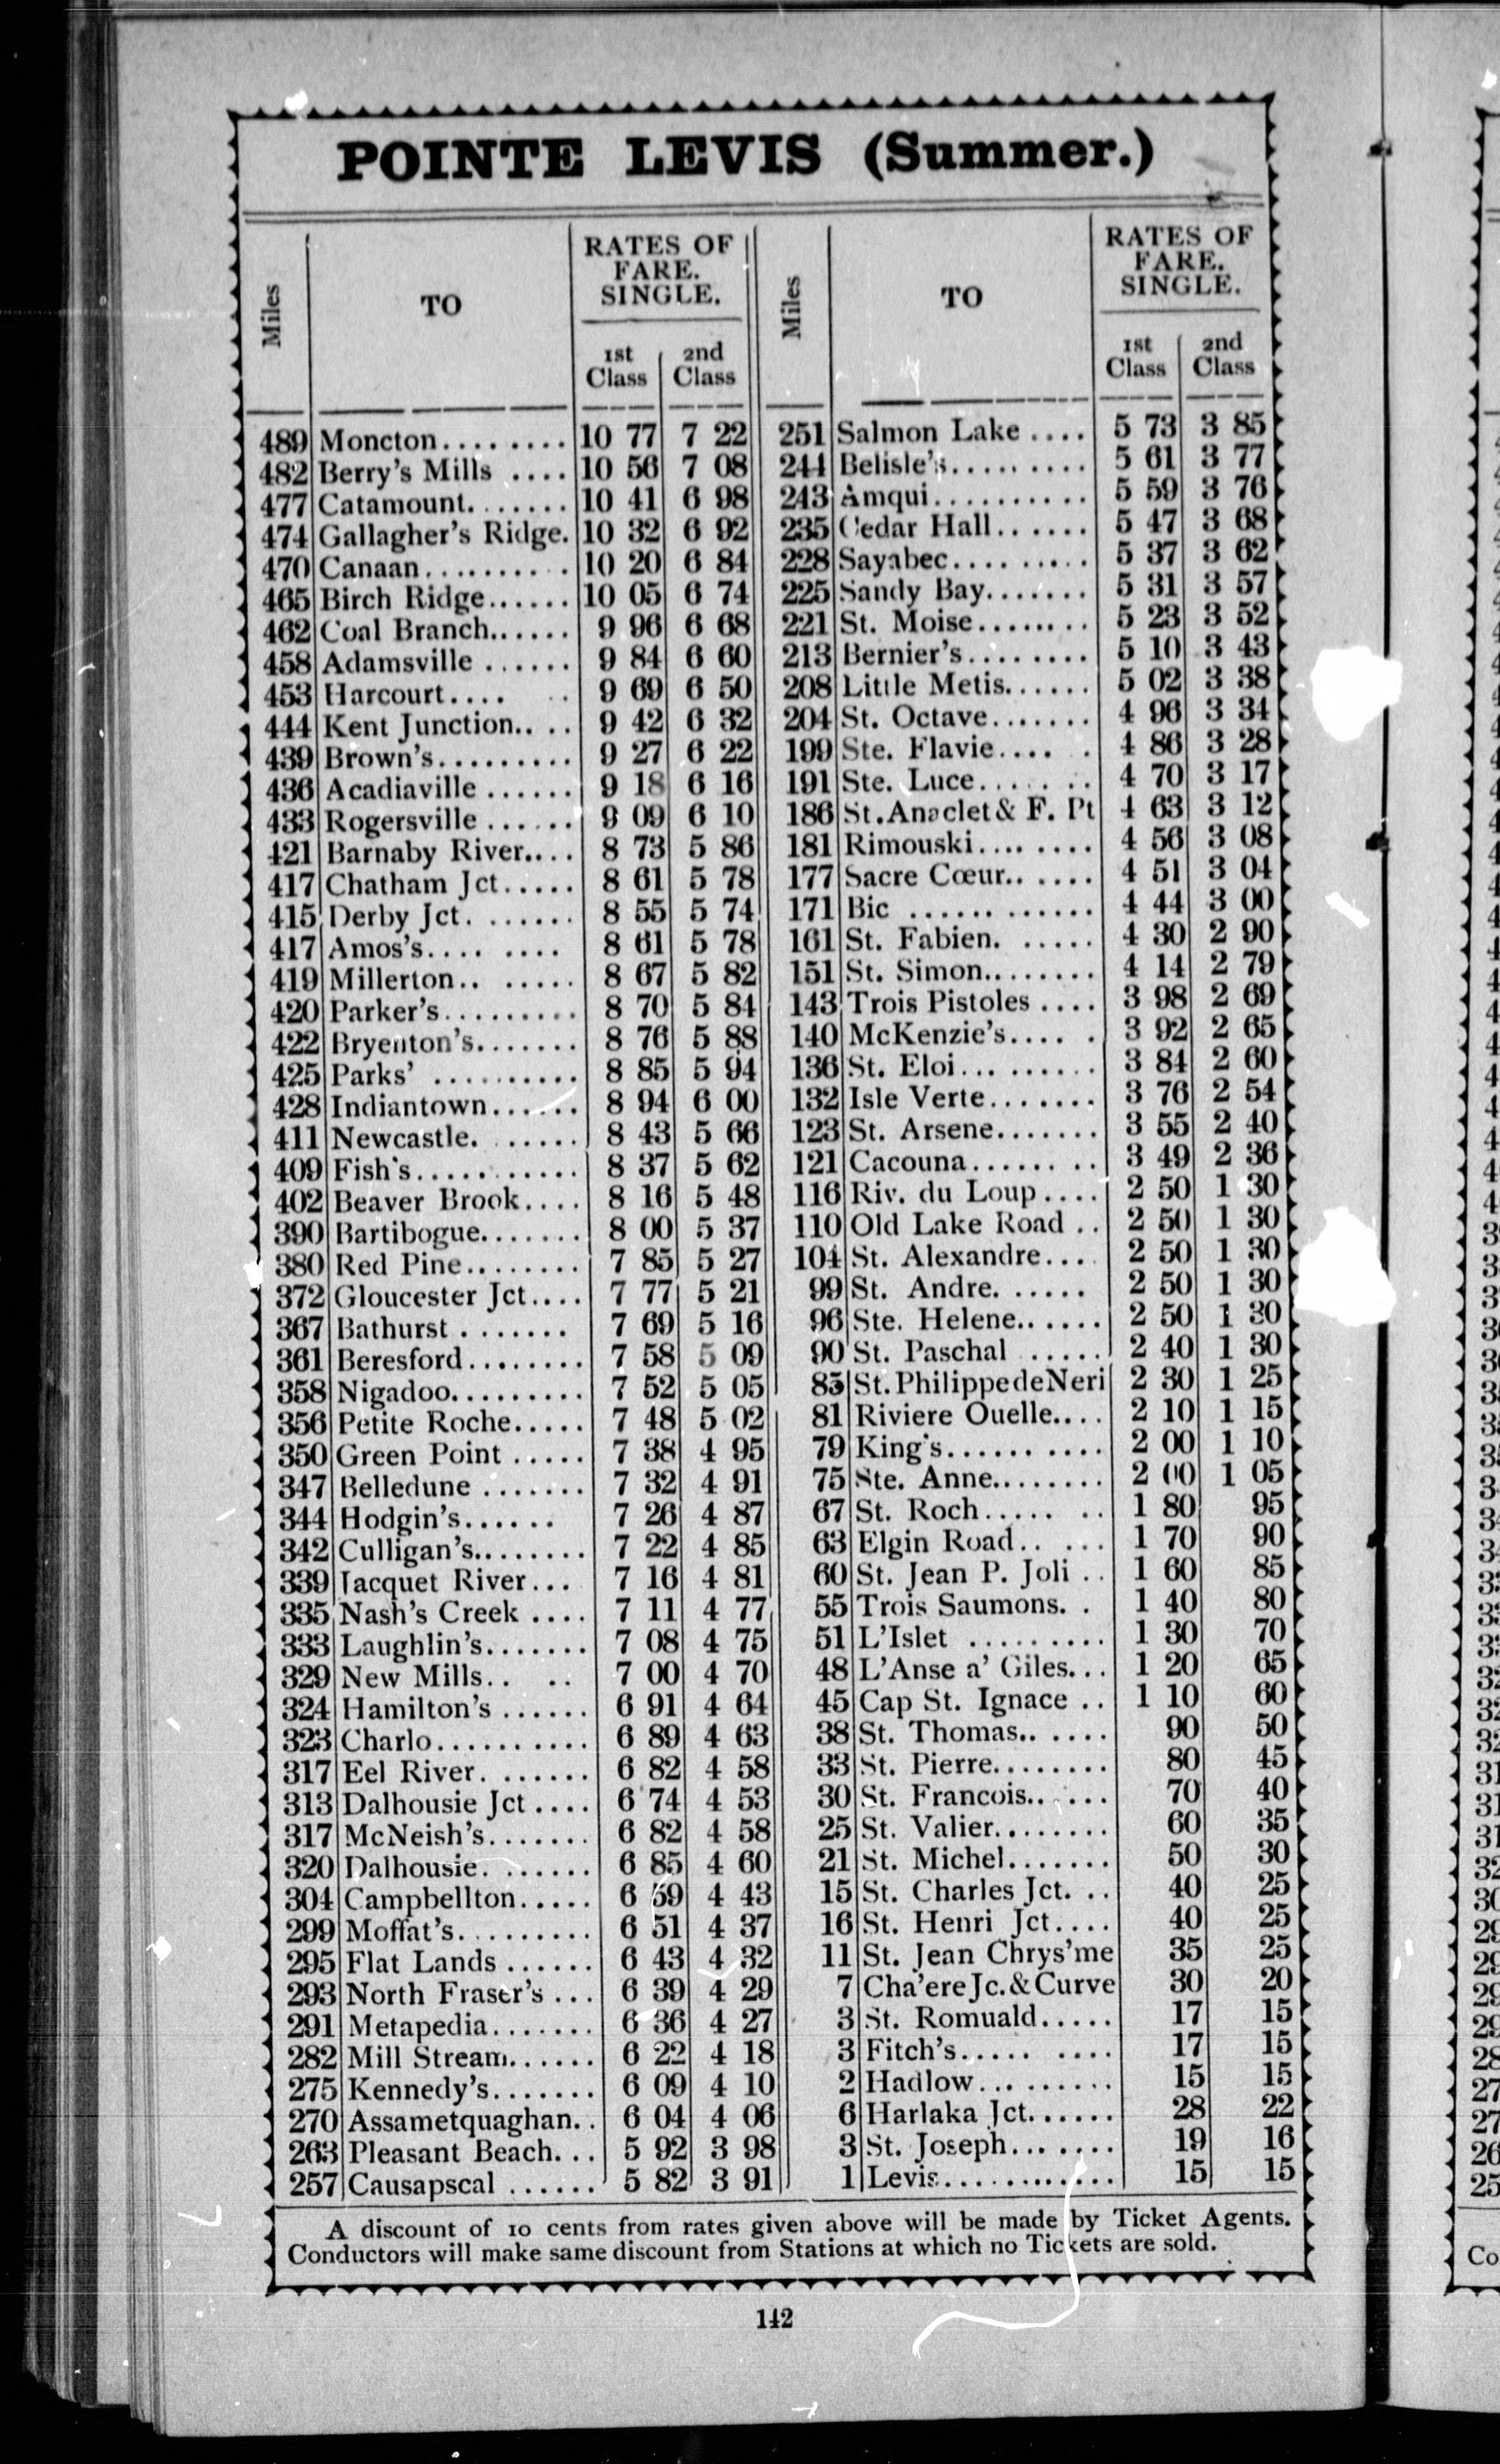 POINTE LEVIS (Summer.)
Miles TO RATES OF FARE. SINGLE. 1st Class 2nd Class
489 Moncton........ 10 77 7 22
482 Berry's Mills .... 10 56 7 08
477 Catamount....... 10 41 6 98
474 Gallagher's Ridge. 10 32 6 92
470 Canaan.......... 10 20 6 84
465 Birch Ridge...... 10 05 6 74
462 Coal Branch...... 9 96 6 68
458 Adamsville ...... 9 84 6 60
453 Harcourt.... . 9 69 6 50
444 Kent Junction.. .. 9 42 6 32
439 Brown's......... 9 27 6 22
436 Acadiaville ...... 9 18 6 16
433 Rogersville ...... 9 09 6 10
421 Barnaby River.... 8 73 5 86
417 Chatham Jct..... 8 61 5 78
415 Derby Jct. ...... 8 55 5 74
417 Amos's.... .... 8 61 5 78
419 Millerton.. ..... 8 67 5 82
420 Parker's......... 8 70 5 84
422 Bryenton's....... 8 76 5 88
425 Parks' .......... 8 85 5 94
428 Indiantown...... 8 94 6 00
411 Newcastle. ...... 8 43 5 66
409 Fish's........... 8 37 5 62
402 Beaver Brook.... 8 16 5 48
390 Bartibogue....... 8 00 5 37
380 Red Pine........ 7 85 5 27
372 Gloucester Jct.... 7 77 5 21
367 Bathurst ....... 7 69 5 16
361 Beresford........ 7 58 5 09
358 Nigadoo......... 7 52 5 05
356 Petite Roche..... 7 48 5 02
350 Green Point ..... 7 38 4 95
347 Belledune ....... 7 32 4 91
344 Hodgin's...... 7 26 4 87
342 Culligan's........ 7 22 4 85
339 Jacquet River... 7 16 4 81
335 Nash's Creek .... 7 11 4 77
333 Laughlin's....... 7 08 4 75
329 New Mills.. .. 7 00 4 70
324 Hamilton's ...... 6 91 4 64
323 Charlo.......... 6 89 4 63
317 Eel River. ...... 6 82 4 58
313 Dalhousie Jct .... 6 74 4 53
317 McNeish's....... 6 82 4 58
320 Dalhousie. ...... 6 85 4 60
304 Campbellton..... 6 59 4 43
299 Moffat's......... 6 51 4 37
295 Flat Lands ...... 6 43 4 32
293 North Fraser's ... 6 39 4 29
291 Metapedia....... 6 36 4 27
282 Mill Stream...... 6 22 4 18
275 Kennedy's....... 6 09 4 10
270 Assametquaghan.. 6 04 4 06
263 Pleasant Beach... 5 92 3 98
257 Causapscal ...... 5 82 3 91
Miles TO RATES OF FARE. SINGLE. 1st Class 2nd Class
251 Salmon Lake .... 5 73 3 85
244 Belisle's......... 5 61 3 77
243 Amqui.......... 5 59 3 76
235 Cedar Hall...... 5 47 3 68
228 Sayabec......... 5 37 3 62
225 Sandy Bay....... 5 31 3 57
221 St. Moise........ 5 23 3 52
213 Bernier's........ 5 10 3 43
208 Little Metis...... 5 02 3 38
204 St. Octave....... 4 96 3 34
199 Ste. Flavie.... . 4 86 3 28
191 Ste. Luce....... 4 70 3 17
186 St. Anaclet & F. Pt 4 63 3 12
181 Rimouski........ 4 56 3 08
177 Sacre Cœur.. .... 4 51 3 04
171 Bic ............ 4 44 3 00
161 St. Fabien. ..... 4 30 2 90
151 St. Simon........ 4 14 2 79
143 Trois Pistoles .... 3 98 2 69
140 McKenzie's.... . 3 92 2 65
136 St. Eloi......... 3 84 2 60
132 Isle Verte....... 3 76 2 54
123 St. Arsene....... 3 55 2 40
121 Cacouna....... . 3 49 2 36
116 Riv. du Loup .... 2 50 1 30
110 Old Lake Road .. 2 50 1 30
104 St. Alexandre.... 2 50 1 30
99 St. Andre. ..... 2 50 1 30
96 Ste. Helene...... 2 50 1 30
90 St. Paschal ..... 2 40 1 30
85 St. Philippe de Neri 2 30 1 25
81 Riviere Ouelle.... 2 10 1 15
79 King's.......... 2 00 1 10
75 Ste. Anne........ 2 00 1 05
67 St. Roch..... .. 1 80 95
63 Elgin Road.. ... 1 70 90
60 St. Jean P. Joli .. 1 60 85
55 Trois Saumons. . 1 40 80
51 L'Islet ......... 1 30 70
48 L'Anse a' Giles... 1 20 65
45 Cap St. Ignace .. 1 10 60
38 St. Thomas.. .... 90 50
33 St. Pierre........ 80 45
30 St. Francois...... 70 40
25 St. Valier........ 60 35
21 St. Michel....... 50 30
15 St. Charles Jct. .. 40 25
16 St. Henri Jct.... 40 25
11 St. Jean Chrys'me 35 25
7 Cha'ere Jc. & Curve 30 20
3 St. Romuald..... 17 15
3 Fitch's..... .... 17 15
2 Hadlow... ...... 15 15
6 Harlaka Jct...... 28 22
3 St. Joseph....... 19 16
1 Levis............ 15 15
A discount of 10 cents from rates given above will be made by Ticket Agents.
Conductors will make same discount from Stations at which no Tickets are sold.
142